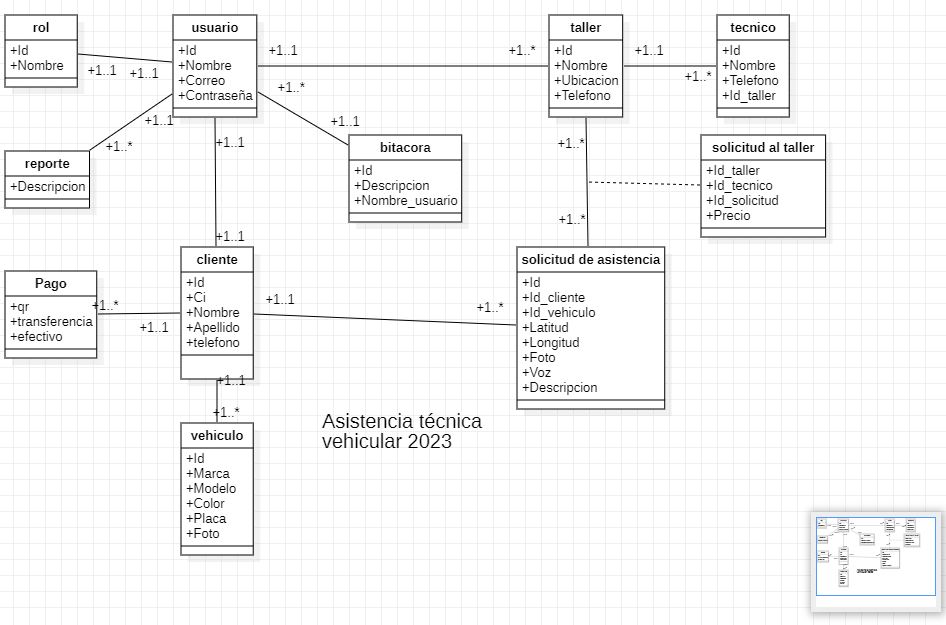 rol
+Id
+Nombre
usuario
+Id
+Nombre
+Correo
+Contraseña
taller
+Id
+Nombre
+Ubicacion
+Telefono
tecnico
+Id
+Nombre
+Telefono
+Id_taller
+1..1
+1..1
+1..1
+1..*
+1..1
+1..*
+1..*
+1..1
+1..1
+1..*
+1..1
+1..*
reporte
+Descripcion
bitacora
+Id
+Descripcion
+Nombre_usuario
solicitud al taller
+Id_taller
+Id_tecnico
+Id_solicitud
+Precio
+1..*
+1..1
cliente
+Id
+Ci
+Nombre
+Apellido
+telefono
solicitud de asistencia
+Id
+Id_cliente
+Id_vehiculo
+Latitud
+Longitud
+Foto
+Voz
+Descripcion
Pago
+qr
+transferencia
+efectivo
+1..*
+1..1
+1..1
+1..*
+1..1
+1..*
vehiculo
+Id
+Marca
+Modelo
+Color
+Placa
+Foto
Asistencia técnica
vehicular 2023